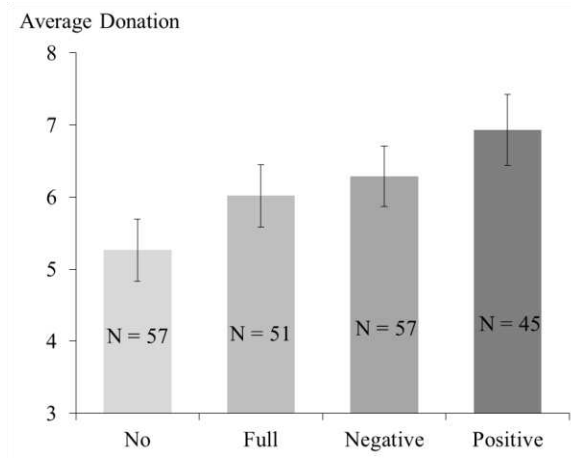 Average Donation
8
7
6
5
4
3
N = 57
N = 51
N = 57
N = 45
No
Full
Negative
Positive